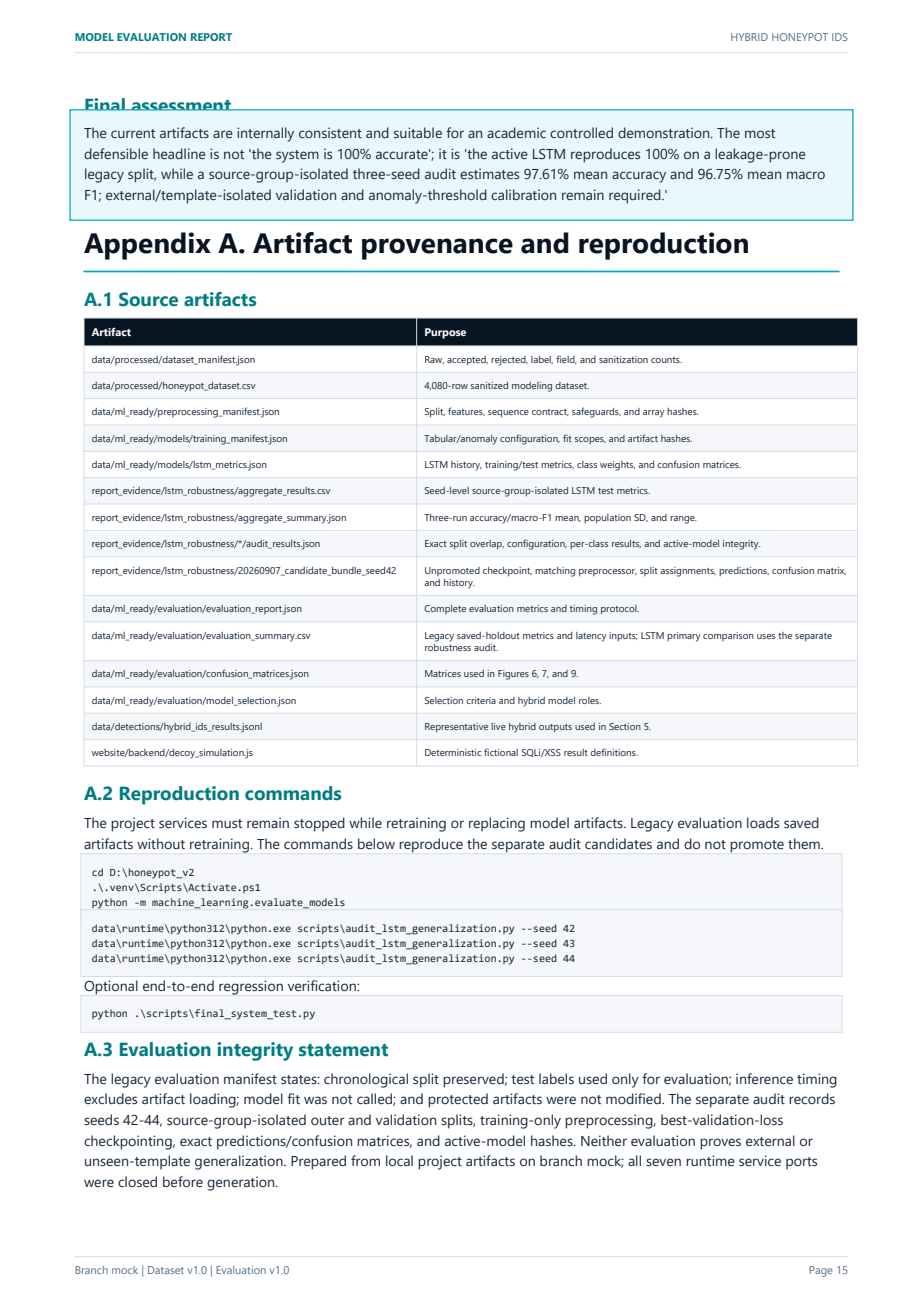 MODEL EVALUATION REPORT
HYBRID HONEYPOT IDS
Final assessment
The current artifacts are internally consistent and suitable for an academic controlled demonstration. The most
defensible headline is not 'the system is 100% accurate'; it is 'the active LSTM reproduces 100% on a leakage-prone
legacy split, while a source-group-isolated three-seed audit estimates 97.61% mean accuracy and 96.75% mean macro
F1; external/template-isolated validation and anomaly-threshold calibration remain required.'
Appendix A. Artifact provenance and reproduction
A.1 Source artifacts
Artifact
Purpose
data/processed/dataset_manifest.json
Raw, accepted, rejected, label, field, and sanitization counts.
data/processed/honeypot_dataset.csv
4,080-row sanitized modeling dataset.
data/ml_ready/preprocessing_manifest.json
Split, features, sequence contract, safeguards, and array hashes.
data/ml_ready/models/training_manifest.json
Tabular/anomaly configuration, fit scopes, and artifact hashes.
data/ml_ready/models/lstm_metrics.json
LSTM history, training/test metrics, class weights, and confusion matrices.
report_evidence/lstm_robustness/aggregate_results.csv
Seed-level source-group-isolated LSTM test metrics.
report_evidence/lstm_robustness/aggregate_summary.json
Three-run accuracy/macro-F1 mean, population SD, and range.
report_evidence/lstm_robustness/*/audit_results.json
Exact split overlap, configuration, per-class results, and active-model integrity.
report_evidence/lstm_robustness/20260907_candidate_bundle_seed42
Unpromoted checkpoint, matching preprocessor, split assignments, predictions, confusion matrix,
and history.
data/ml_ready/evaluation/evaluation_report.json
Complete evaluation metrics and timing protocol.
data/ml_ready/evaluation/evaluation_summary.csv
Legacy saved-holdout metrics and latency inputs; LSTM primary comparison uses the separate
robustness audit.
data/ml_ready/evaluation/confusion_matrices.json
Matrices used in Figures 6, 7, and 9.
data/ml_ready/evaluation/model_selection.json
Selection criteria and hybrid model roles.
data/detections/hybrid_ids_results.jsonl
Representative live hybrid outputs used in Section 5.
website/backend/decoy_simulation.js
Deterministic fictional SQLi/XSS result definitions.
A.2 Reproduction commands
The project services must remain stopped while retraining or replacing model artifacts. Legacy evaluation loads saved
artifacts without retraining. The commands below reproduce the separate audit candidates and do not promote them.
cd D:\honeypot_v2
.\.venv\Scripts\Activate.ps1
python -m machine_learning.evaluate_models
data\runtime\python312\python.exe scripts\audit_lstm_generalization.py --seed 42
data\runtime\python312\python.exe scripts\audit_lstm_generalization.py --seed 43
data\runtime\python312\python.exe scripts\audit_lstm_generalization.py --seed 44
Optional end-to-end regression verification:
python .\scripts\final_system_test.py
A.3 Evaluation integrity statement
The legacy evaluation manifest states: chronological split preserved; test labels used only for evaluation; inference timing
excludes artifact loading; model fit was not called; and protected artifacts were not modified. The separate audit records
seeds 42-44, source-group-isolated outer and validation splits, training-only preprocessing, best-validation-loss
checkpointing, exact predictions/confusion matrices, and active-model hashes. Neither evaluation proves external or
unseen-template generalization. Prepared from local project artifacts on branch mock; all seven runtime service ports
were closed before generation.
Branch mock | Dataset v1.0 | Evaluation v1.0
Page 15